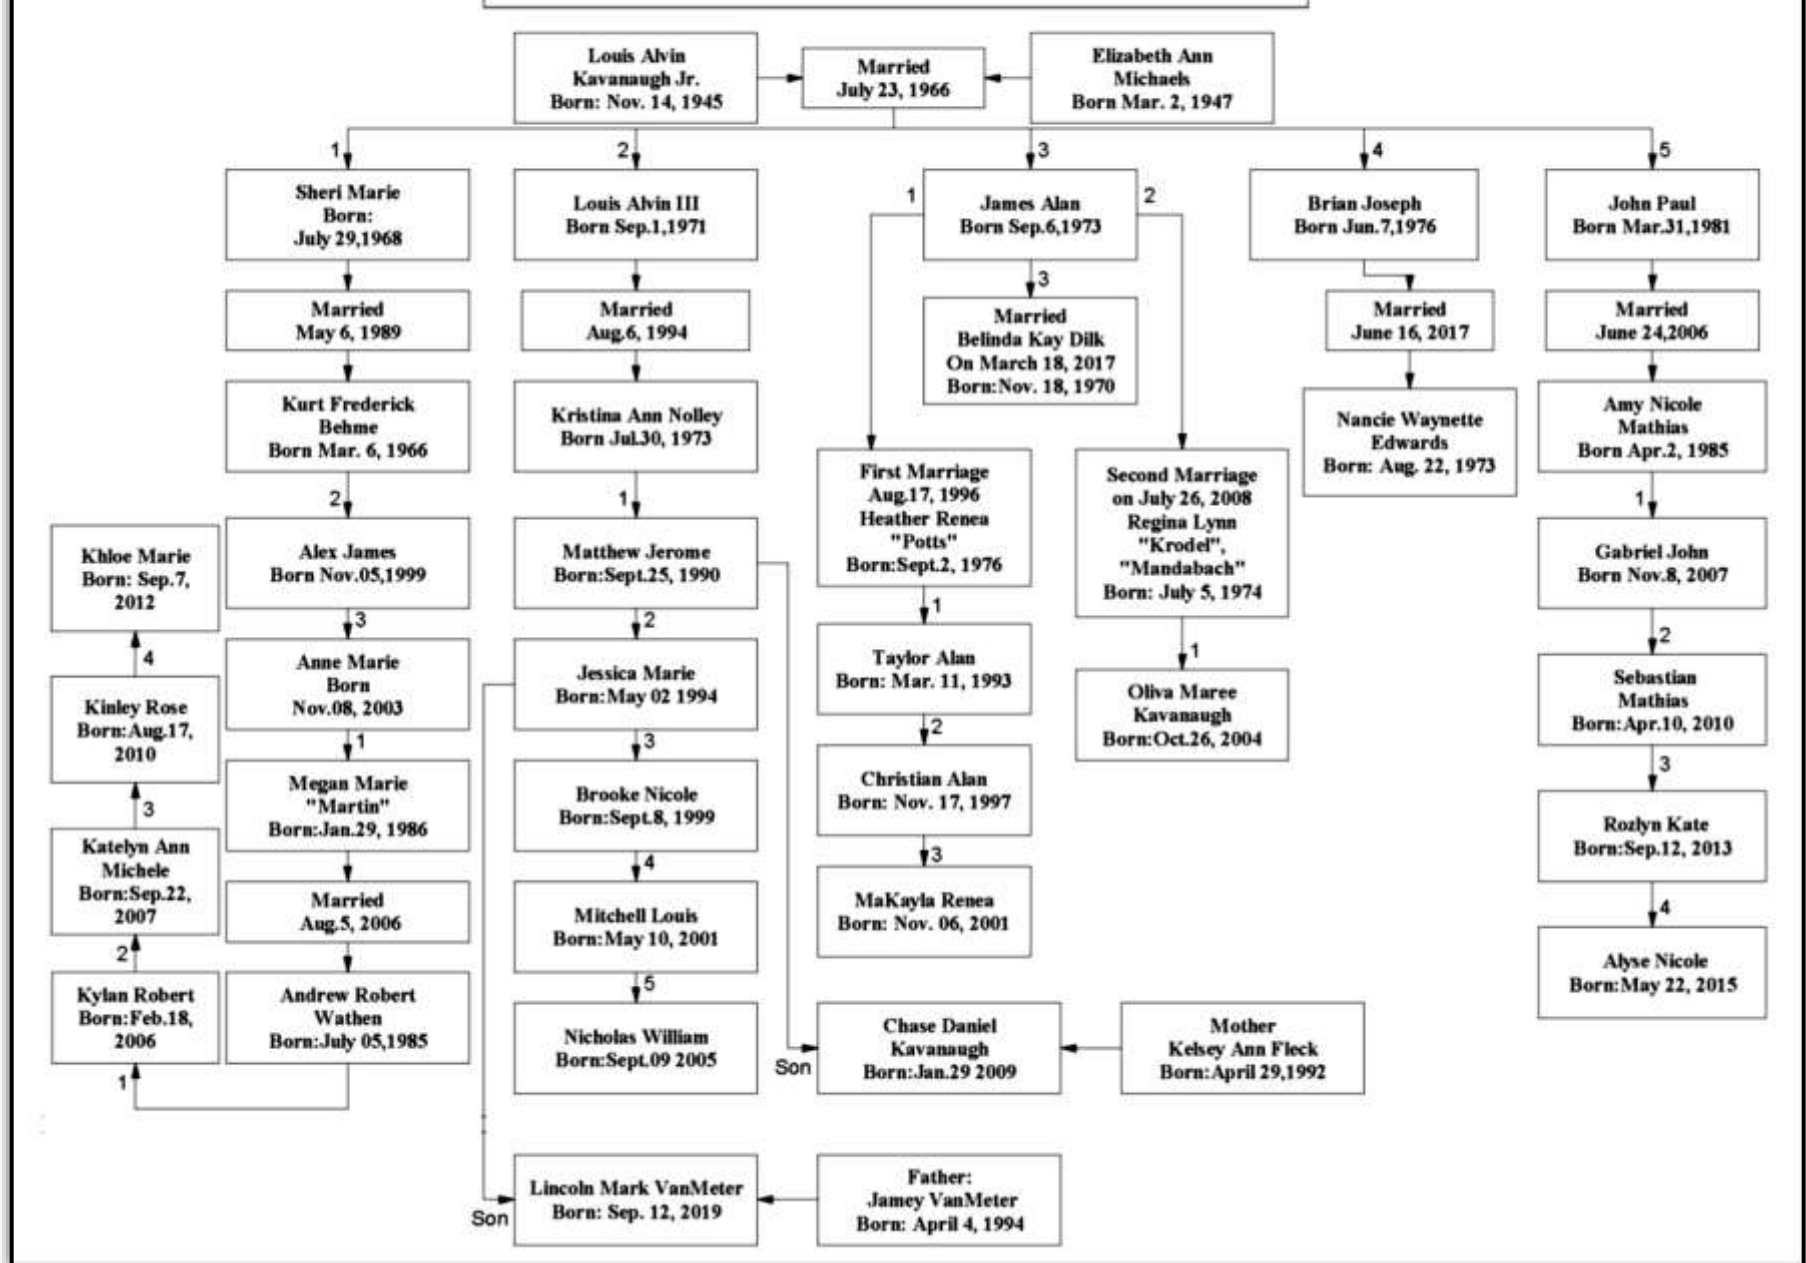 Louis Alvin
Kavanaugh Jr.
Born: Nov. 14, 1945
Married
July 23, 1966
Elizabeth Ann
Michaels
Born Mar. 2, 1947
1
2
3
4
5
Sheri Marie
Born:
July 29,1968
Louis Alvin III
Born Sep.1,1971
1
James Alan
Born Sep.6,1973
2
Brian Joseph
Born Jun.7,1976
John Paul
Born Mar.31,1981
Married
May 6, 1989
Married
Aug.6, 1994
3
Married
Belinda Kay Dilk
On March 18, 2017
Born:Nov. 18, 1970
Married
June 16, 2017
Married
June 24,2006
Kurt Frederick
Behme
Born Mar. 6, 1966
Kristina Ann Nolley
Born Jul.30, 1973
Nancie Waynette
Edwards
Born: Aug. 22, 1973
Amy Nicole
Mathias
Born Apr.2, 1985
First Marriage
Aug.17, 1996
Heather Renea
"Potts"
Born:Sept.2, 1976
Second Marriage
on July 26, 2008
Regina Lynn
"Krodel",
"Mandabach"
Born: July 5, 1974
2
1
1
Khloe Marie
Born: Sep.7,
2012
Alex James
Born Nov.05,1999
Matthew Jerome
Born:Sept.25, 1990
Gabriel John
Born Nov.8, 2007
3
2
1
2
4
1
Anne Marie
Born
Nov.08, 2003
Jessica Marie
Born:May 02 1994
Taylor Alan
Born: Mar. 11, 1993
Oliva Maree
Kavanaugh
Born:Oct.26, 2004
Sebastian
Mathias
Born:Apr.10, 2010
Kinley Rose
Born:Aug.17,
2010
1
3
2
3
3
Megan Marie
"Martin"
Born:Jan.29, 1986
Brooke Nicole
Born:Sept.8, 1999
Christian Alan
Born: Nov. 17, 1997
Rozlyn Kate
Born:Sep.12, 2013
Katelyn Ann
Michele
Born:Sep.22,
2007
4
3
4
Married
Aug.5, 2006
Mitchell Louis
Born:May 10, 2001
MaKayla Renea
Born: Nov. 06, 2001
Alyse Nicole
Born:May 22, 2015
2
5
Kylan Robert
Born:Feb.18,
2006
Andrew Robert
Wathen
Born:July 05,1985
Nicholas William
Born:Sept.09 2005
Son
Chase Daniel
Kavanaugh
Born:Jan.29 2009
Mother
Kelsey Ann Fleck
Born:April 29,1992
1
Son
Lincoln Mark VanMeter
Born: Sep. 12, 2019
Father:
Jamey VanMeter
Born: April 4, 1994